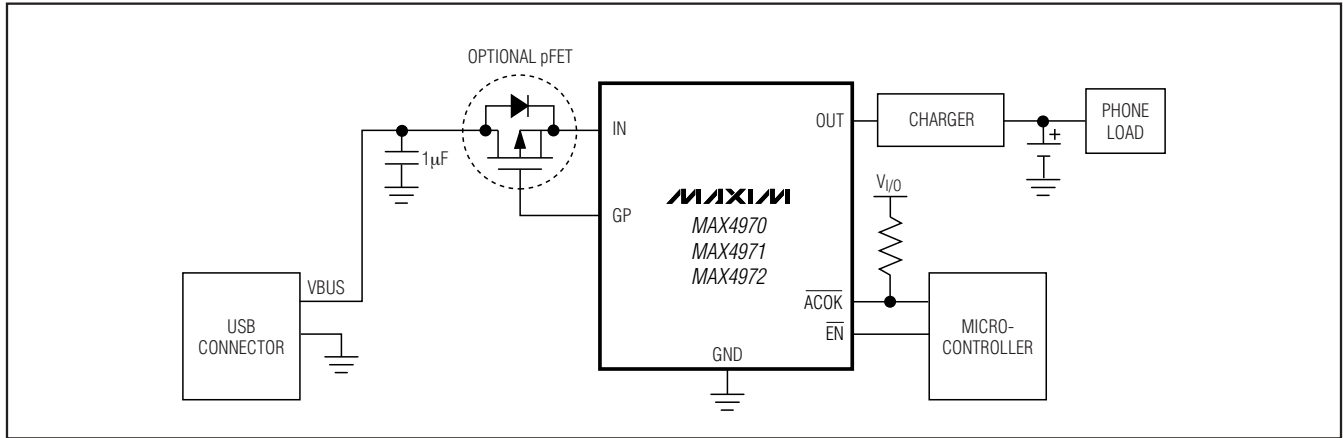 OPTIONAL pFET
IN
OUT
CHARGER
PHONE
LOAD
+
1µF
V_I/O
MAXIM
GP
MAX4970
MAX4971
MAX4972
VBUS
ACOK
USB
CONNECTOR
EN
MICRO-
CONTROLLER
GND